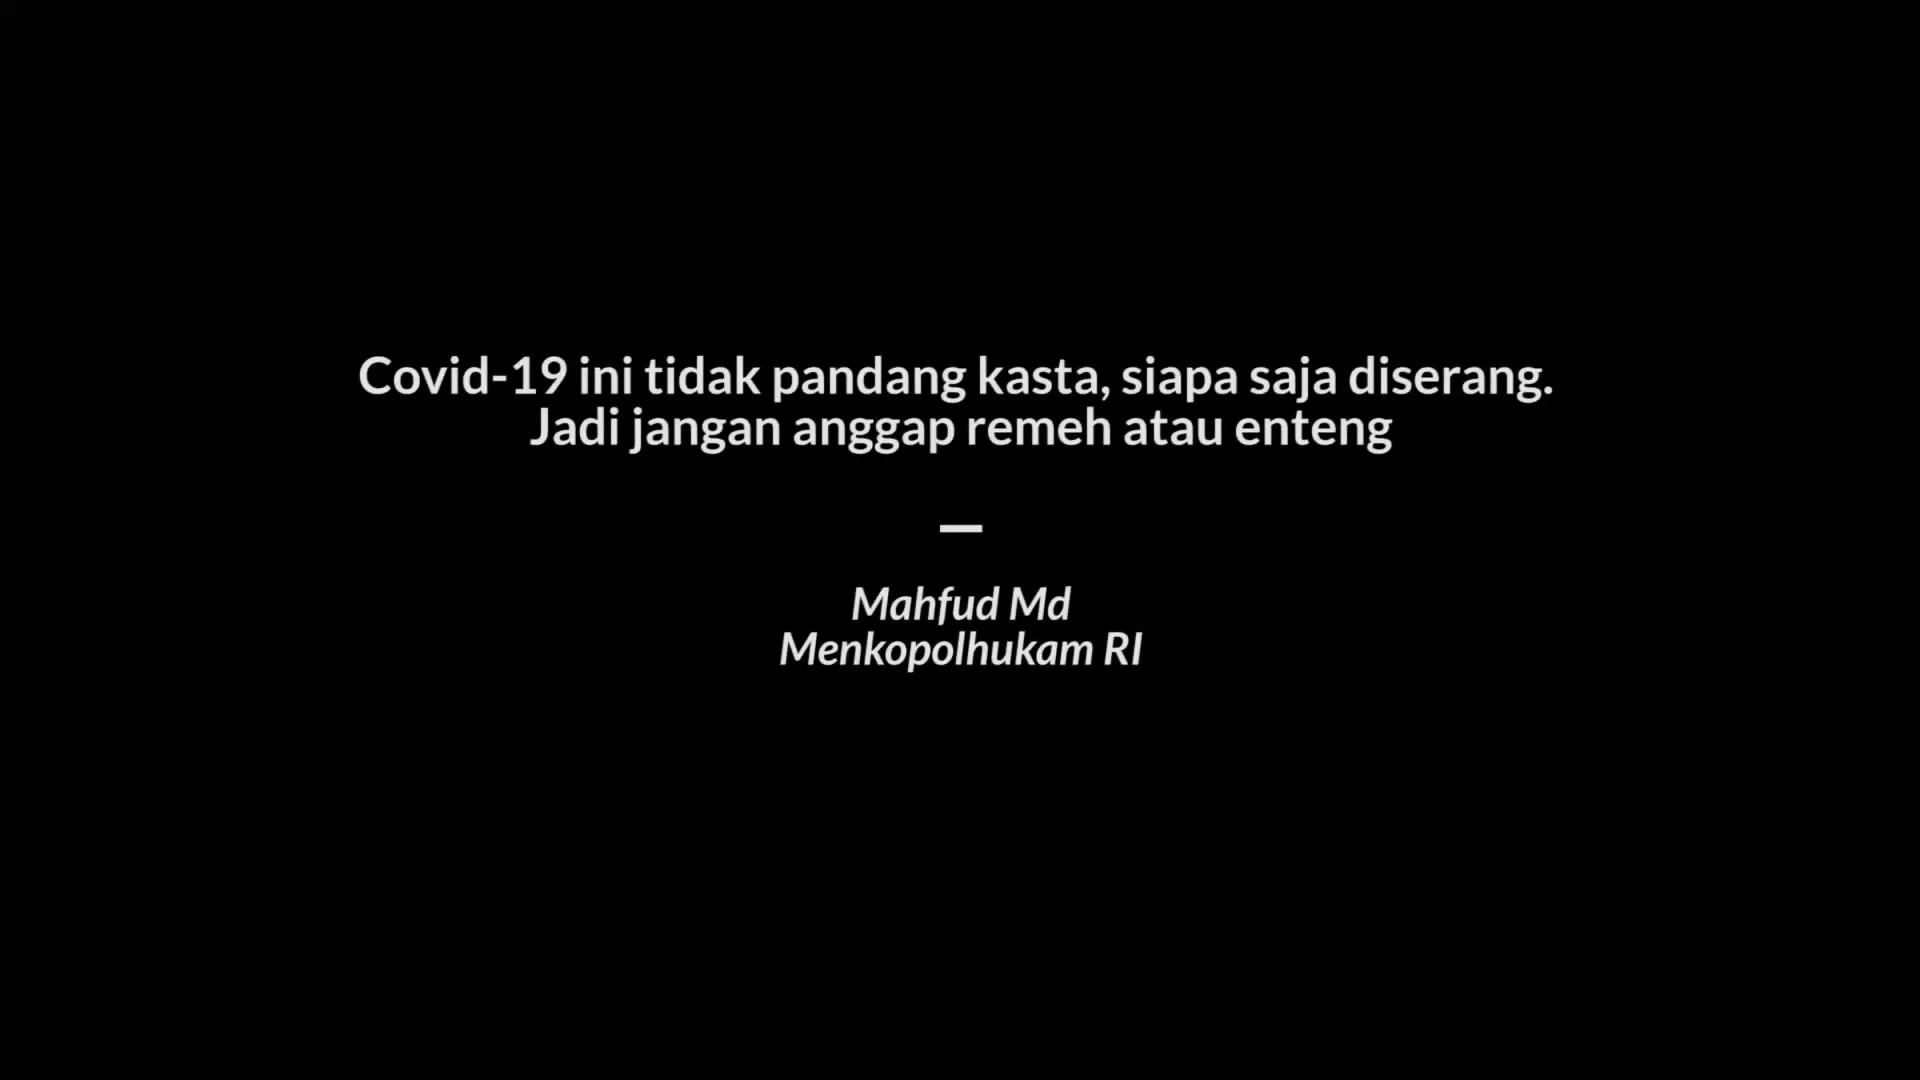 Covid-19 ini tidak pandang kasta, siapa saja diserang.
Jadi jangan anggap remeh atau enteng
—
Mahfud Md
Menkopolhukam RI